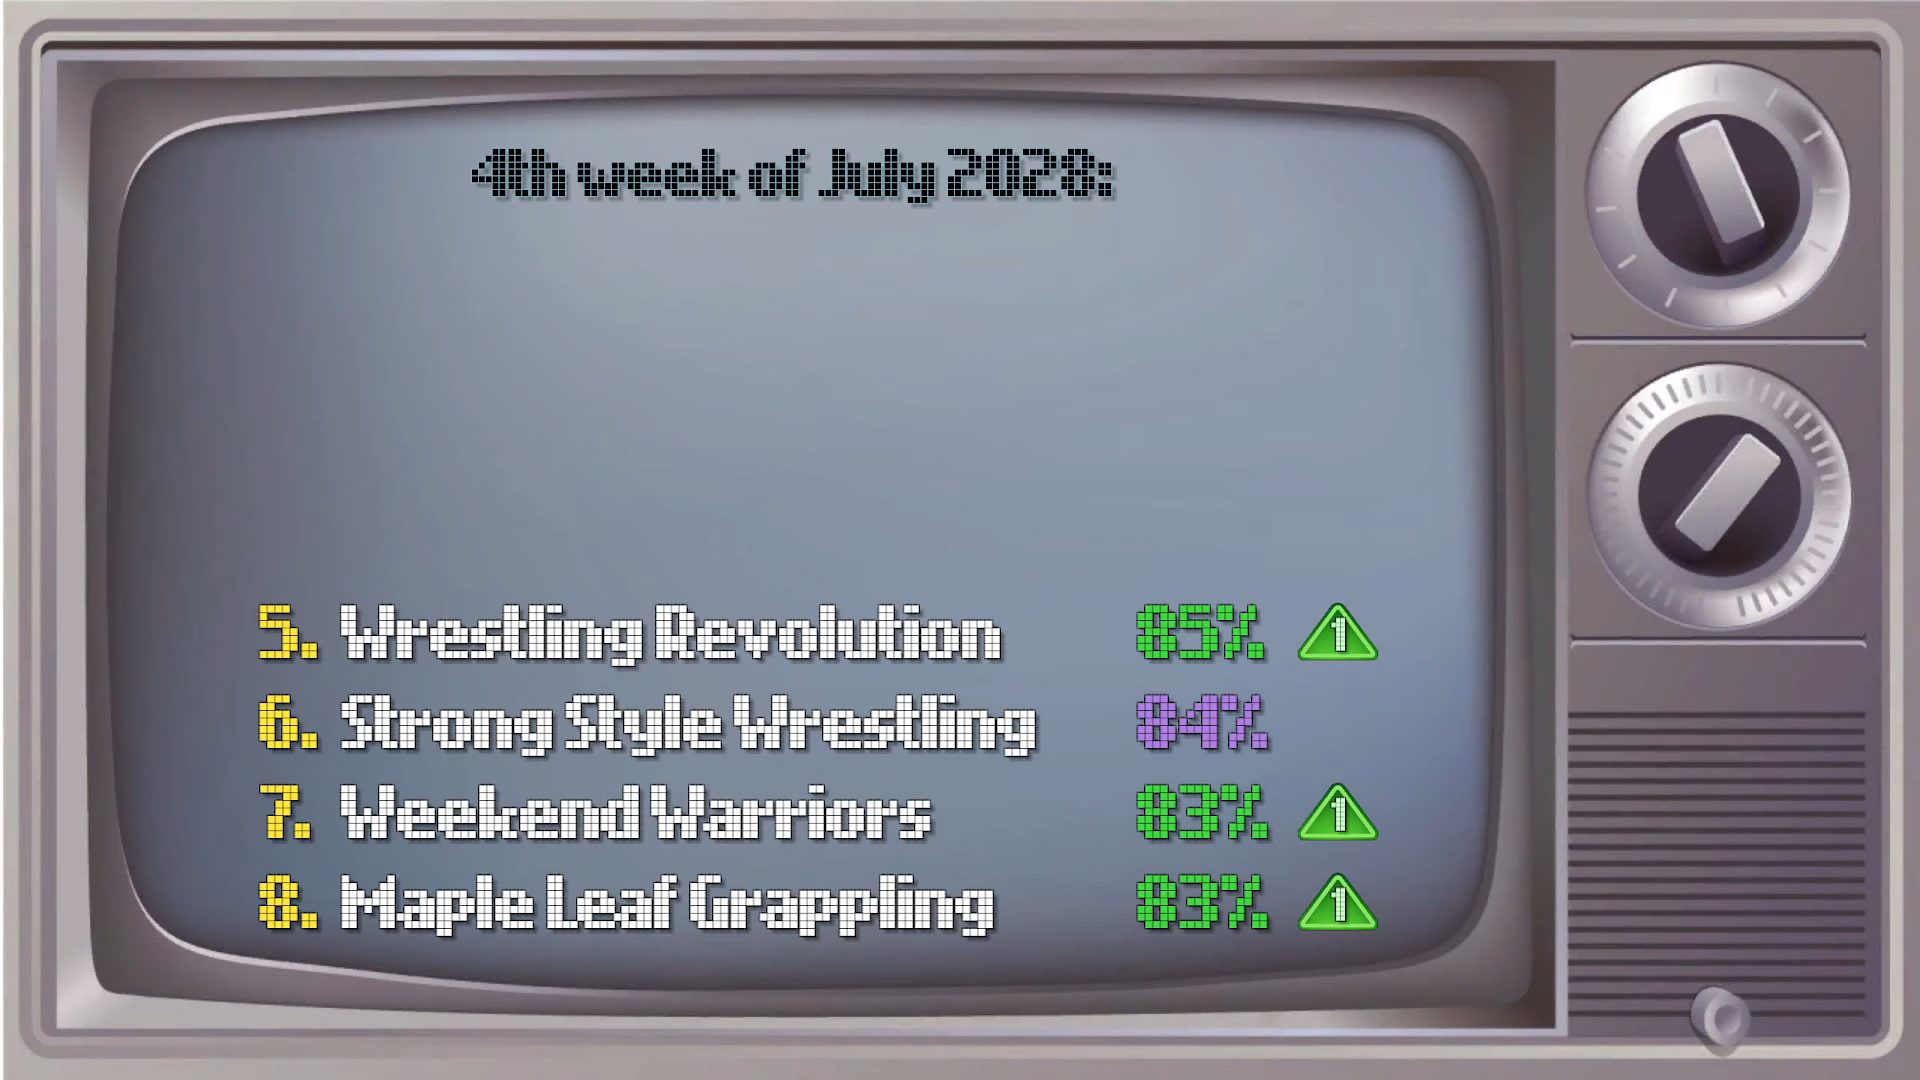 4th week of July 2028:
5. Wrestling Revolution 85% 1
6. Strong Style Wrestling 84%
7. Weekend Warriors 83% 1
8. Maple Leaf Grappling 83% 1